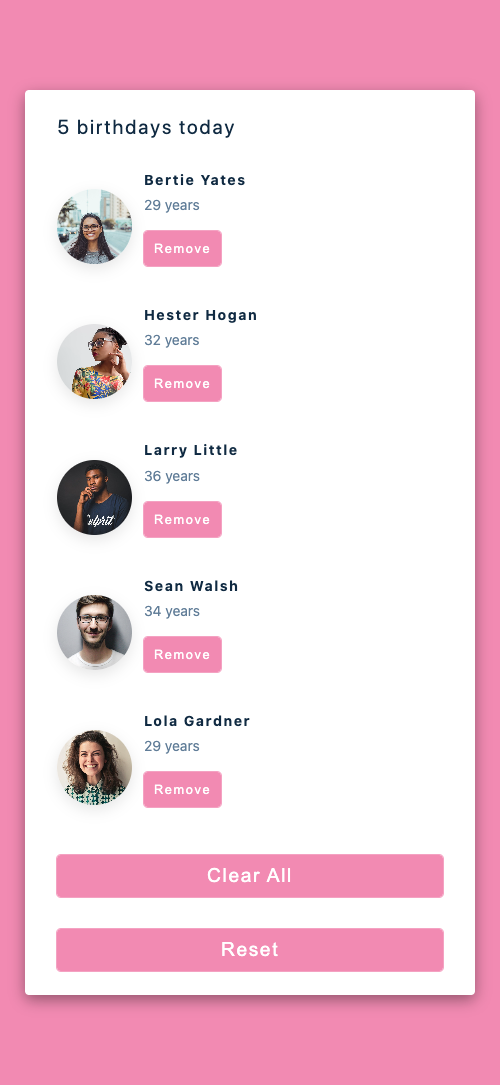 5 birthdays today
Bertie Yates
29 years
Remove
Hester Hogan
32 years
Remove
Larry Little
36 years
Remove
Sean Walsh
34 years
Remove
Lola Gardner
29 years
Remove
Clear All
Reset